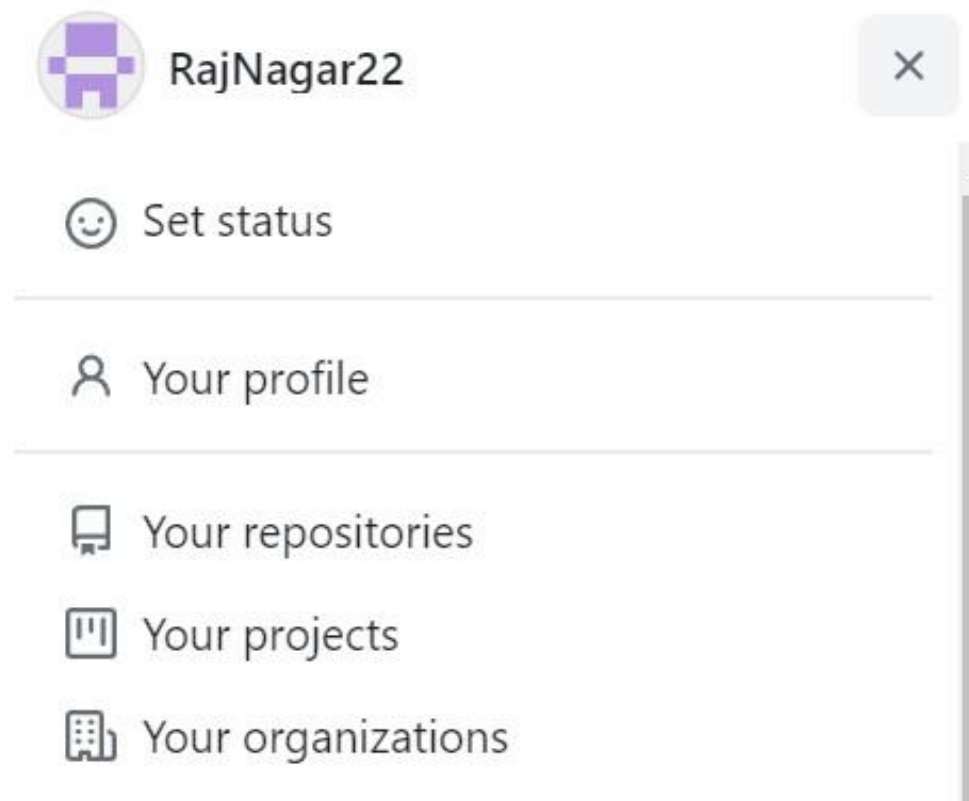 RajNagar22
Set status
Your profile
Your repositories
Your projects
Your organizations